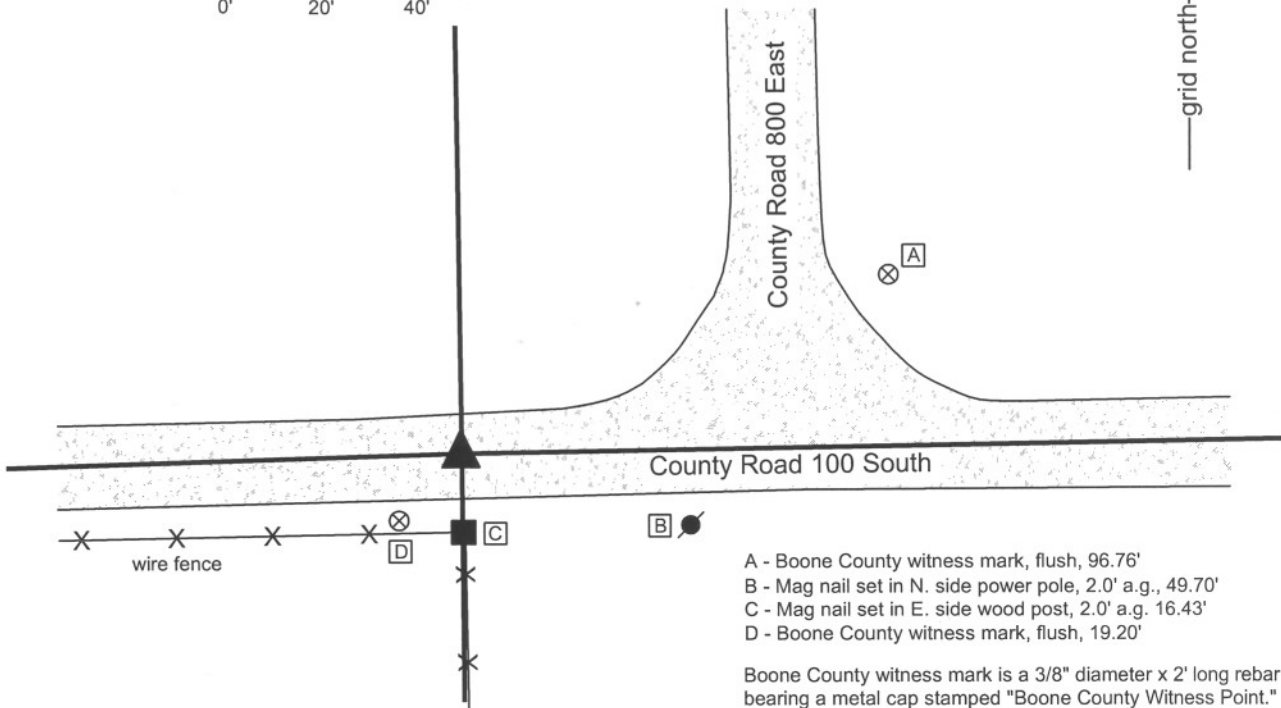 0' 20' 40'
grid north-
County Road 800 East
A
County Road 100 South
B
C
D
wire fence
A - Boone County witness mark, flush, 96.76'
B - Mag nail set in N. side power pole, 2.0' a.g., 49.70'
C - Mag nail set in E. side wood post, 2.0' a.g. 16.43'
D - Boone County witness mark, flush, 19.20'
Boone County witness mark is a 3/8" diameter x 2' long rebar
bearing a metal cap stamped "Boone County Witness Point."